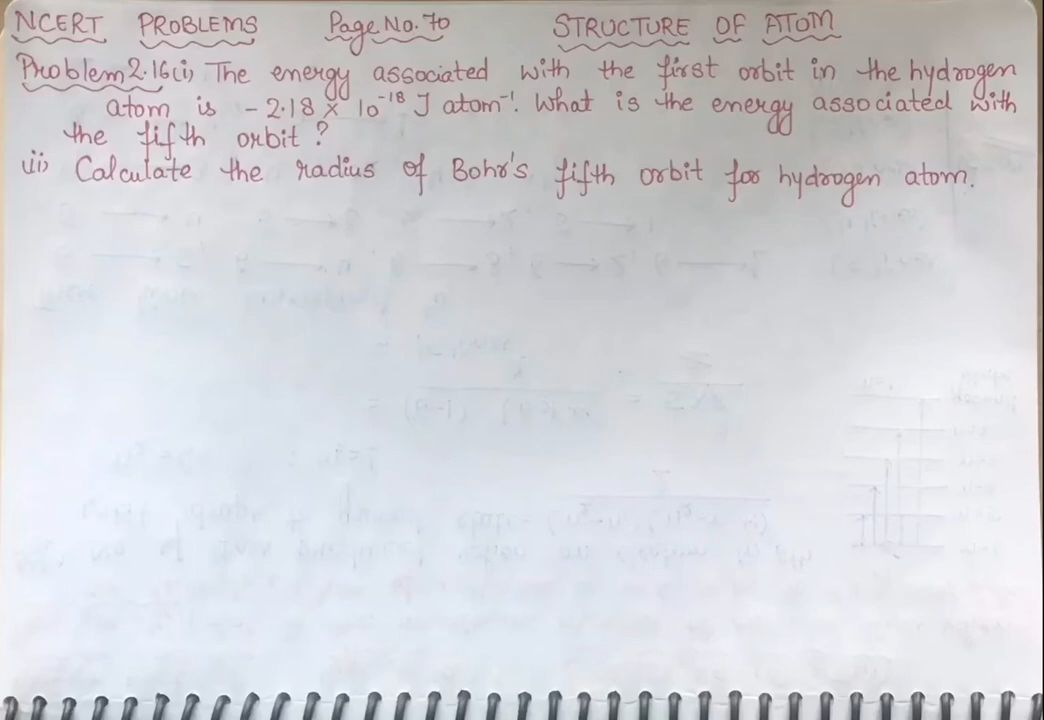 NCERT PROBLEMS Page No. 70 STRUCTURE OF ATOM
Problem 2.16(i) The energy associated with the first orbit in the hydrogen
atom is -2.18 × 10⁻¹⁸ J atom⁻¹. What is the energy associated with
the fifth orbit?
ii) Calculate the radius of Bohr's fifth orbit for hydrogen atom.